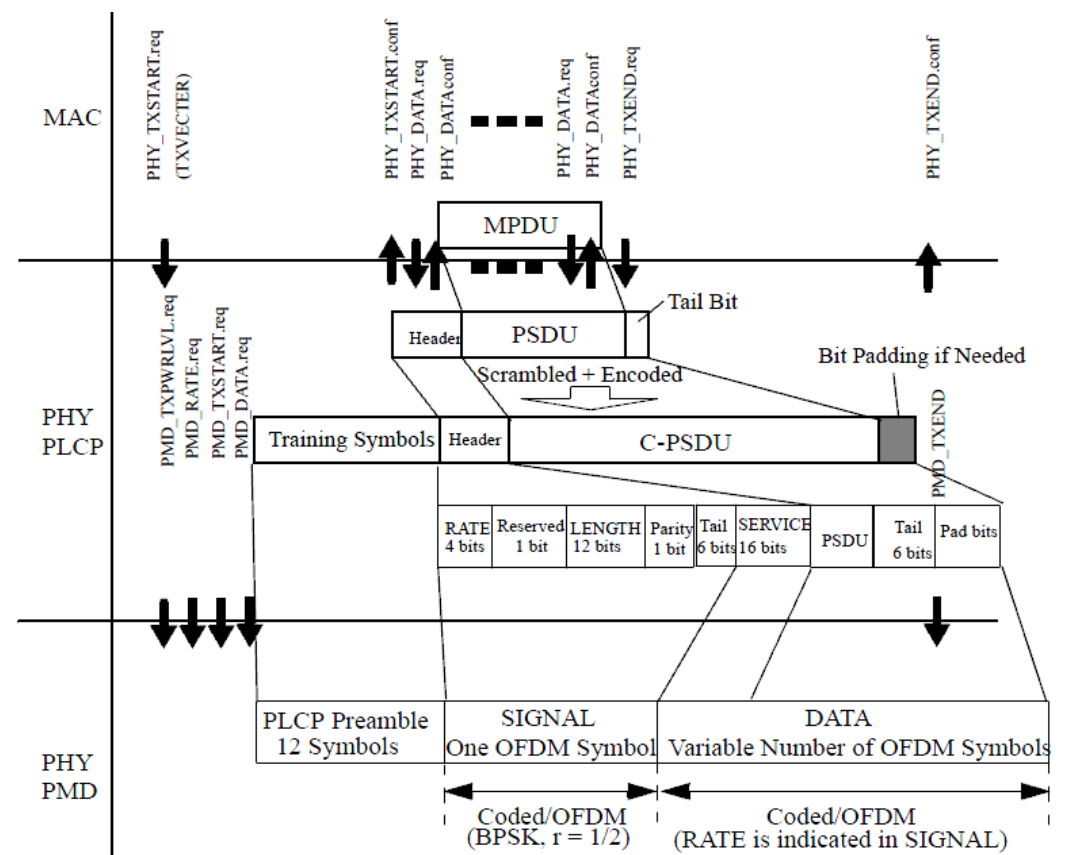 PHY_TXSTART.req
(TXVECTER)
PHY_TXSTART.conf
PHY_DATA.req
PHY_DATAconf
PHY_DATA.req
PHY_DATAconf
PHY_TXEND.req
PHY_TXEND.conf
MAC
MPDU
PMD_TXPWRLVL.req
PMD_RATE.req
PMD_TXSTART.req
PMD_DATA.req
Tail Bit
Header
PSDU
Bit Padding if Needed
Scrambled + Encoded
PHY
PLCP
Training Symbols
Header
C-PSDU
PMD_TXEND
RATE
4 bits
Reserved
1 bit
LENGTH
12 bits
Parity
1 bit
Tail
6 bits
SERVICE
16 bits
PSDU
Tail
6 bits
Pad bits
PHY
PMD
PLCP Preamble
12 Symbols
SIGNAL
One OFDM Symbol
DATA
Variable Number of OFDM Symbols
Coded/OFDM
(BPSK, r = 1/2)
Coded/OFDM
(RATE is indicated in SIGNAL)